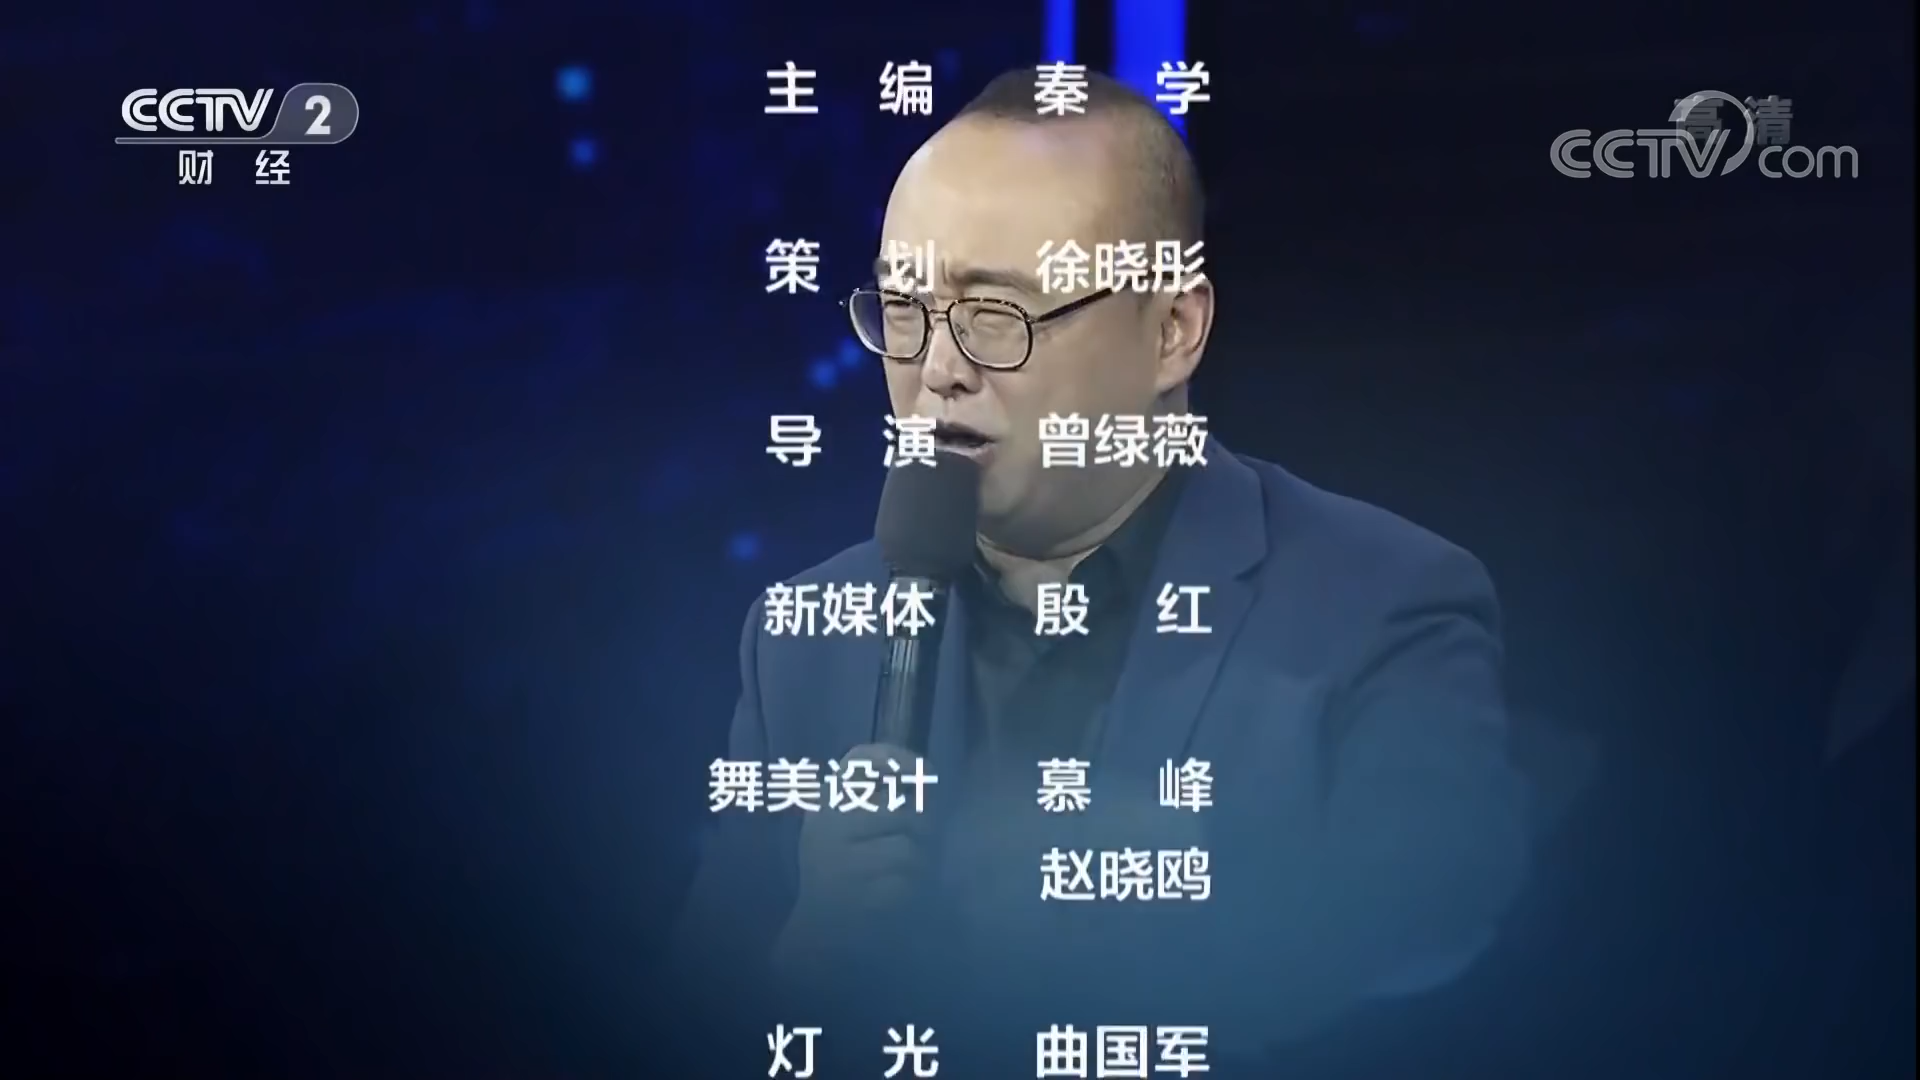 主 编 秦 学
CCTV 2
财 经
高清
CCTV.com
策 划 徐晓彤
导 演 曾绿薇
新媒体 殷 红
舞美设计 慕 峰
赵晓鸥
灯 光 曲国军